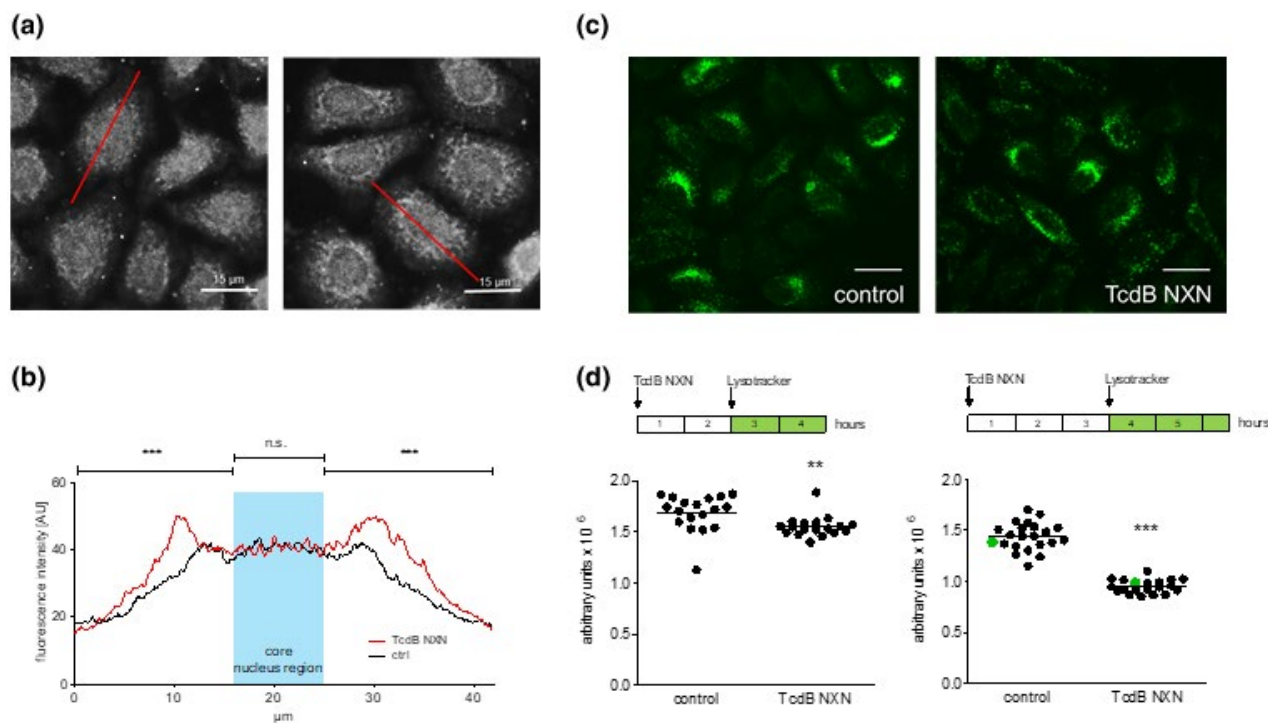 (a)
15 µm
15 µm
(b)
***
n.s.
***
60
40
20
0
fluorescence intensity [AU]
core
nucleus region
TcdB NXN
ctrl
0
10
20
30
40
µm
(c)
control
TcdB NXN
(d)
TcdB NXN
Lysotracker
1
2
3
4
hours
**
2.0
1.5
1.0
0.5
0.0
arbitrary units x 10 6
control
TcdB NXN
TcdB NXN
Lysotracker
1
2
3
4
5
hours
***
2.0
1.5
1.0
0.5
0.0
arbitrary units x 10 6
control
TcdB NXN